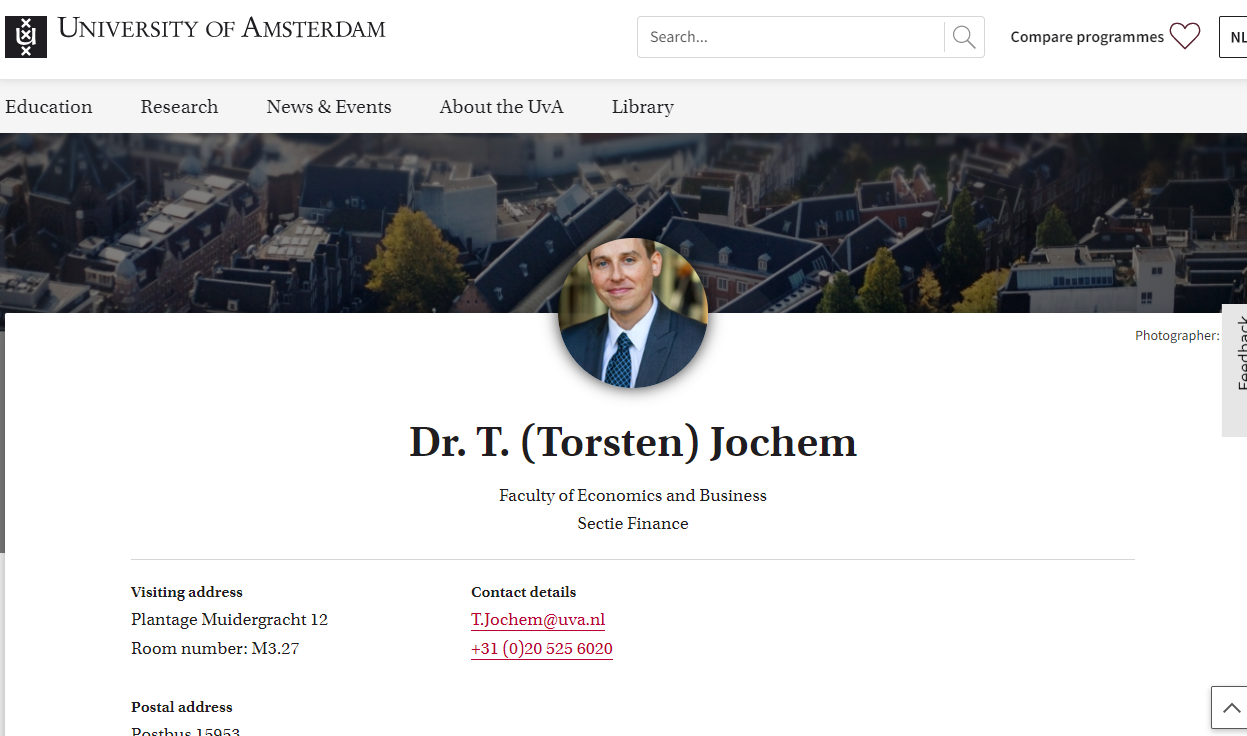 UNIVERSITY OF AMSTERDAM
Search...
Compare programmes
NL
Education
Research
News & Events
About the UvA
Library
Photographer:
Feedback
Dr. T. (Torsten) Jochem
Faculty of Economics and Business
Sectie Finance
Visiting address
Plantage Muidergracht 12
Room number: M3.27
Contact details
T.Jochem@uva.nl
+31 (0)20 525 6020
Postal address
Postbus 15953